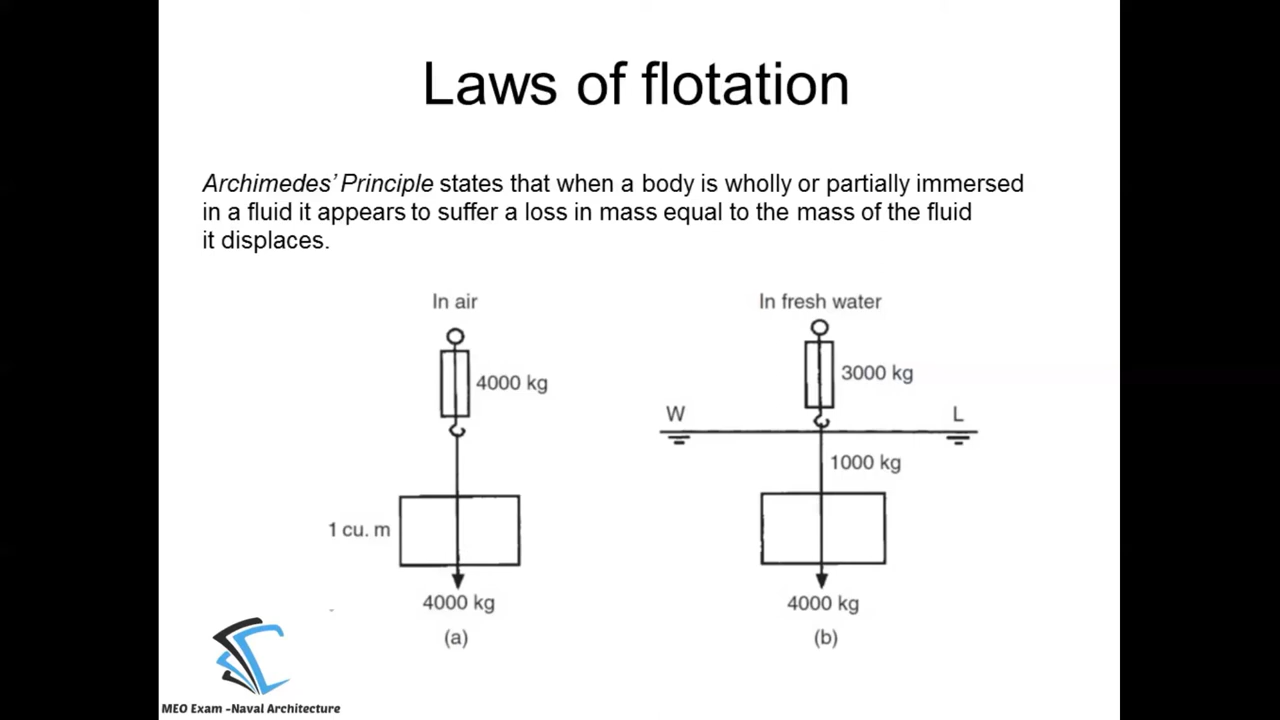 Laws of flotation
Archimedes’ Principle states that when a body is wholly or partially immersed
in a fluid it appears to suffer a loss in mass equal to the mass of the fluid
it displaces.
In air
4000 kg
1 cu. m
4000 kg
(a)
In fresh water
3000 kg
W
L
1000 kg
4000 kg
(b)
MEO Exam -Naval Architecture